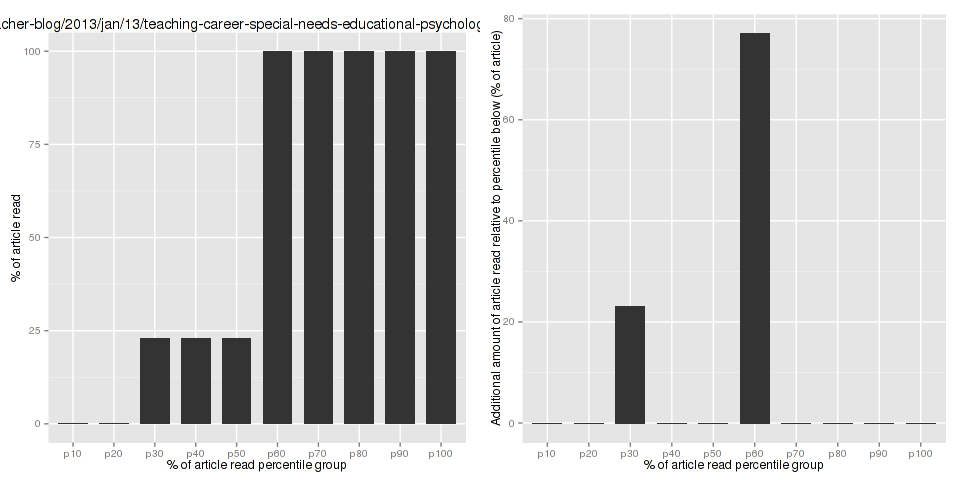 cher-blog/2013/jan/13/teaching-career-special-needs-educational-psycholog
100
75
50
25
0
% of article read
p10 p20 p30 p40 p50 p60 p70 p80 p90 p100
% of article read percentile group
80
60
40
20
0
Additional amount of article read relative to percentile below (% of article)
p10 p20 p30 p40 p50 p60 p70 p80 p90 p100
% of article read percentile group